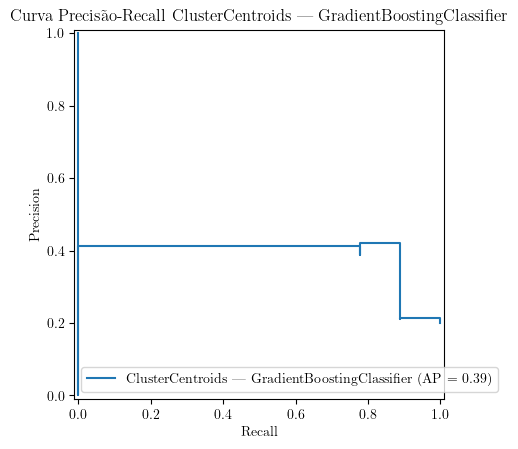 Curva Precisão-Recall ClusterCentroids — GradientBoostingClassifier
1.0
0.8
0.6
0.4
0.2
0.0
Precision
ClusterCentroids — GradientBoostingClassifier (AP = 0.39)
0.0 0.2 0.4 0.6 0.8 1.0
Recall